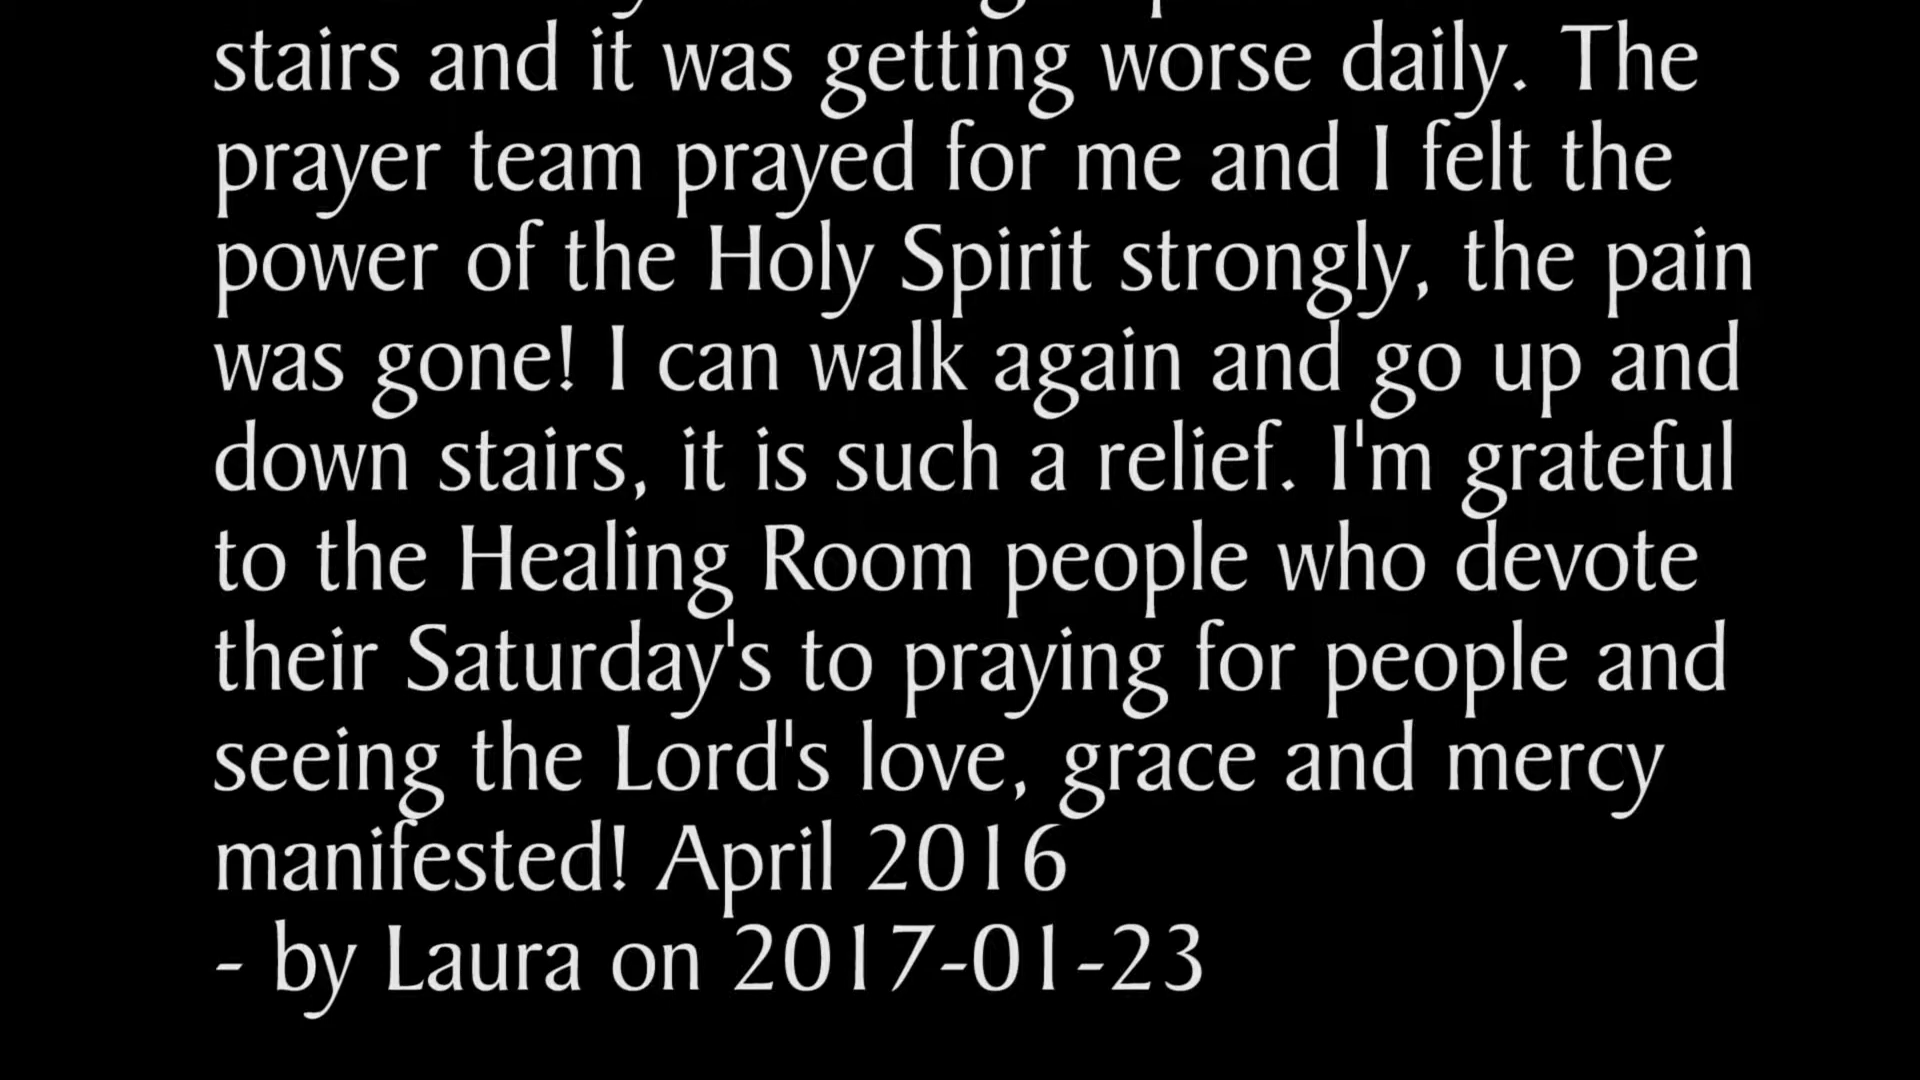 stairs and it was getting worse daily. The
prayer team prayed for me and I felt the
power of the Holy Spirit strongly, the pain
was gone! I can walk again and go up and
down stairs, it is such a relief. I'm grateful
to the Healing Room people who devote
their Saturday's to praying for people and
seeing the Lord's love, grace and mercy
manifested! April 2016
- by Laura on 2017-01-23